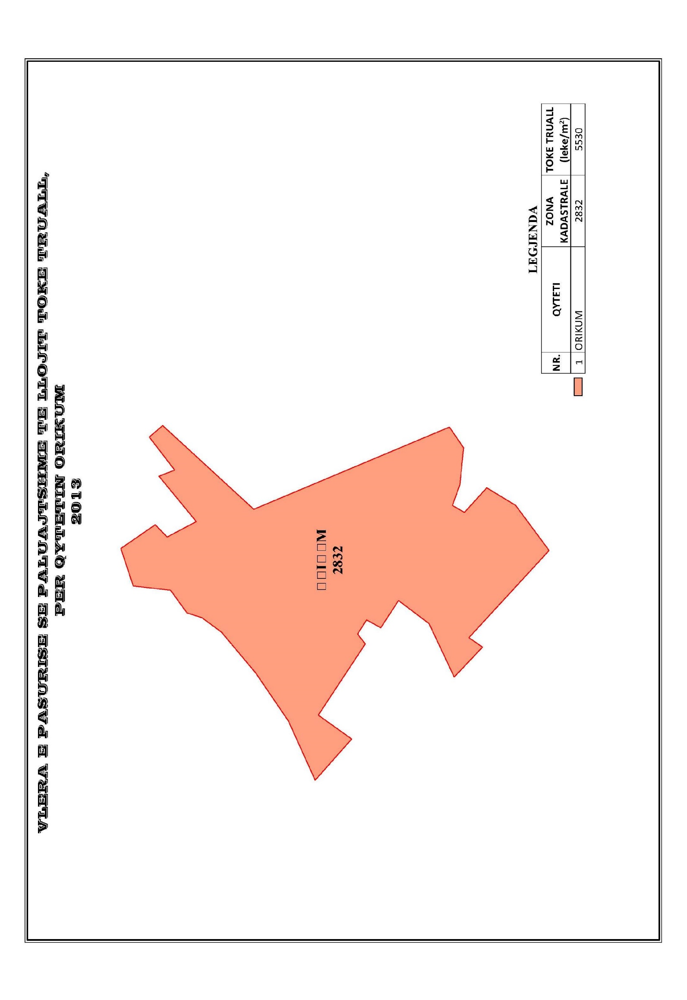 VLERA E PASURISE SE PALUAJTSHME TE LLOJIT TOKE TRUALL,
PER QYTETIN ORIKUM
2013
□□I□□M
2832
LEGJENDA
NR. QYTETI ZONA KADASTRALE TOKE TRUALL (leke/m²)
1 ORIKUM 2832 5530